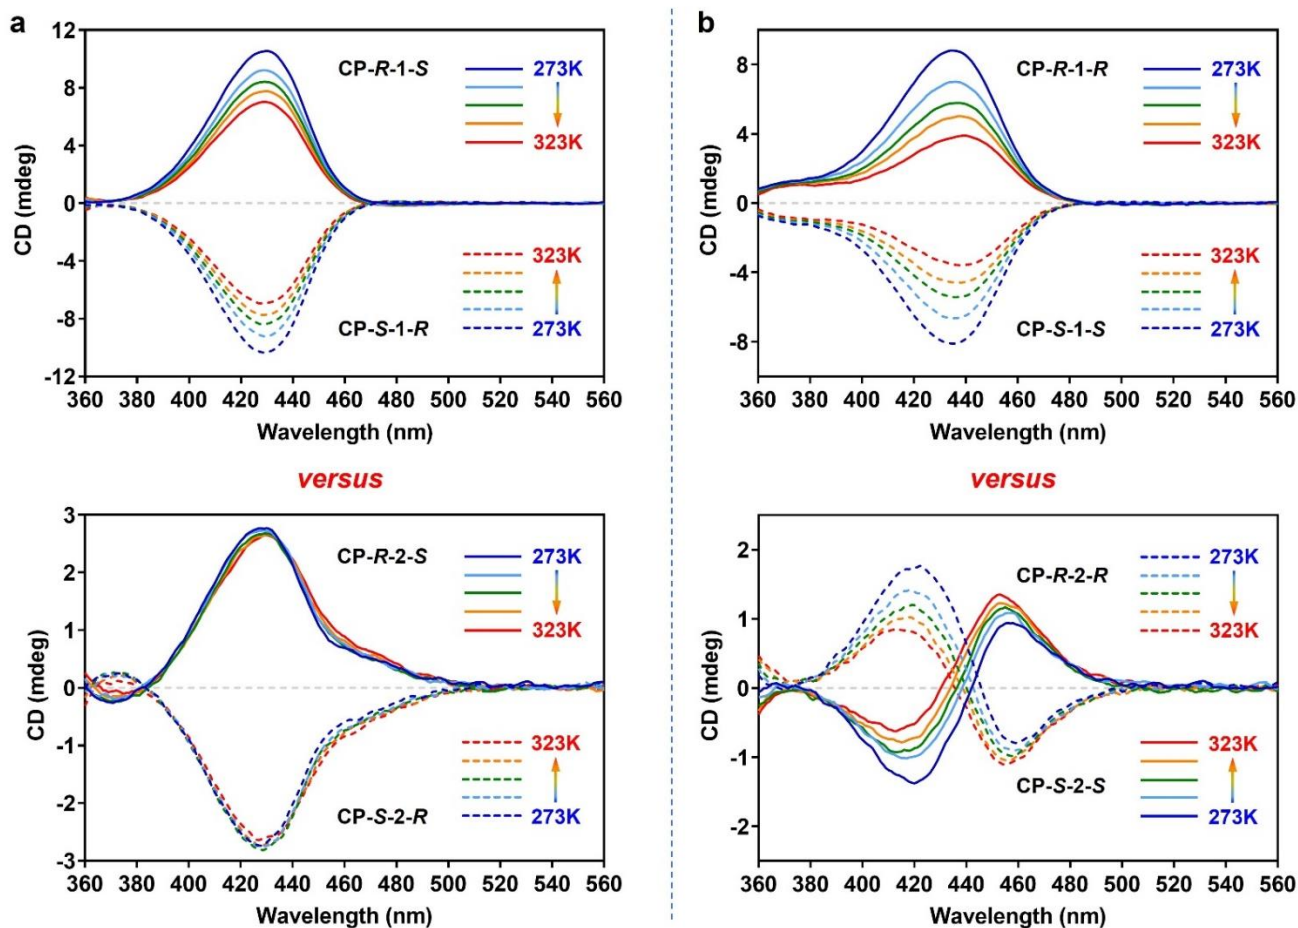 a
12
8
4
0
-4
-8
-12
CD (mdeg)
CP-R-1-S
273K
323K
323K
273K
CP-S-1-R
360 380 400 420 440 460 480 500 520 540 560
Wavelength (nm)
b
8
4
0
-4
-8
CD (mdeg)
CP-R-1-R
273K
323K
323K
273K
CP-S-1-S
360 380 400 420 440 460 480 500 520 540 560
Wavelength (nm)
versus
versus
3
2
1
0
-1
-2
-3
CD (mdeg)
CP-R-2-S
273K
323K
323K
273K
CP-S-2-R
360 380 400 420 440 460 480 500 520 540 560
Wavelength (nm)
2
1
0
-1
-2
CD (mdeg)
CP-R-2-R
273K
323K
323K
273K
CP-S-2-S
360 380 400 420 440 460 480 500 520 540 560
Wavelength (nm)